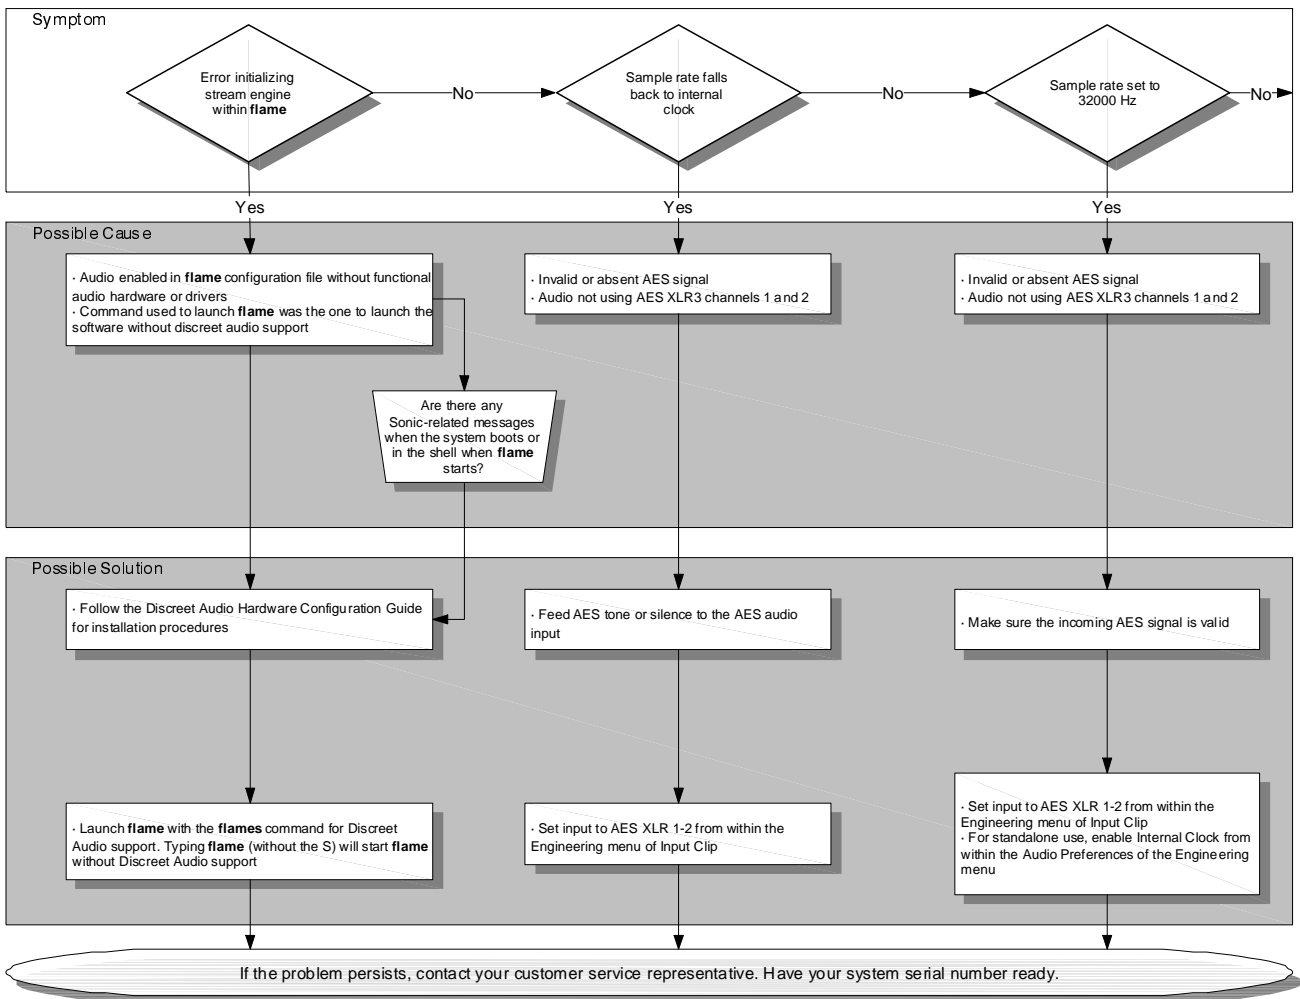 Symptom
Error initializing
stream engine
within flame
No
Sample rate falls
back to internal
clock
No
Sample rate set to
32000 Hz
No
Yes
Yes
Yes
Possible Cause
· Audio enabled in flame configuration file without functional
audio hardware or drivers
· Command used to launch flame was the one to launch the
software without discreet audio support
· Invalid or absent AES signal
· Audio not using AES XLR3 channels 1 and 2
· Invalid or absent AES signal
· Audio not using AES XLR3 channels 1 and 2
Are there any
Sonic-related messages
when the system boots or
in the shell when flame
starts?
Possible Solution
· Follow the Discreet Audio Hardware Configuration Guide
for installation procedures
· Feed AES tone or silence to the AES audio
input
· Make sure the incoming AES signal is valid
· Launch flame with the flames command for Discreet
Audio support. Typing flame (without the S) will start flame
without Discreet Audio support
· Set input to AES XLR 1-2 from within the
Engineering menu of Input Clip
· Set input to AES XLR 1-2 from within the
Engineering menu of Input Clip
· For standalone use, enable Internal Clock from
within the Audio Preferences of the Engineering
menu
If the problem persists, contact your customer service representative. Have your system serial number ready.